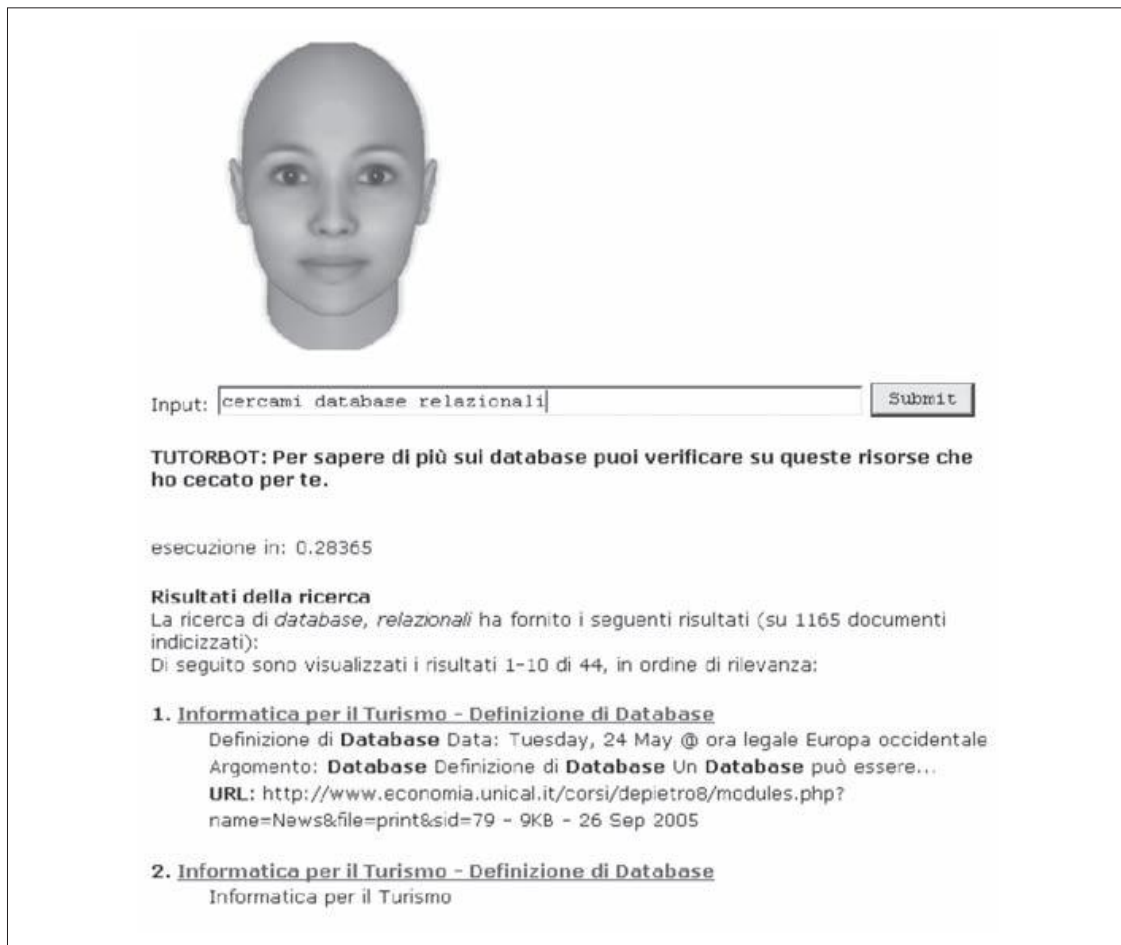 Input: cercami database relazionali Submit
TUTORBOT: Per sapere di più sui database puoi verificare su queste risorse che
ho cecato per te.
esecuzione in: 0.28365
Risultati della ricerca
La ricerca di database, relazionali ha fornito i seguenti risultati (su 1165 documenti
indicizzati):
Di seguito sono visualizzati i risultati 1-10 di 44, in ordine di rilevanza:
1. Informatica per il Turismo - Definizione di Database
Definizione di Database Data: Tuesday, 24 May @ ora legale Europa occidentale
Argomento: Database Definizione di Database Un Database può essere...
URL: http://www.economia.unical.it/corsi/depietro8/modules.php?
name=News&file=print&sid=79 - 9KB - 26 Sep 2005
2. Informatica per il Turismo - Definizione di Database
Informatica per il Turismo